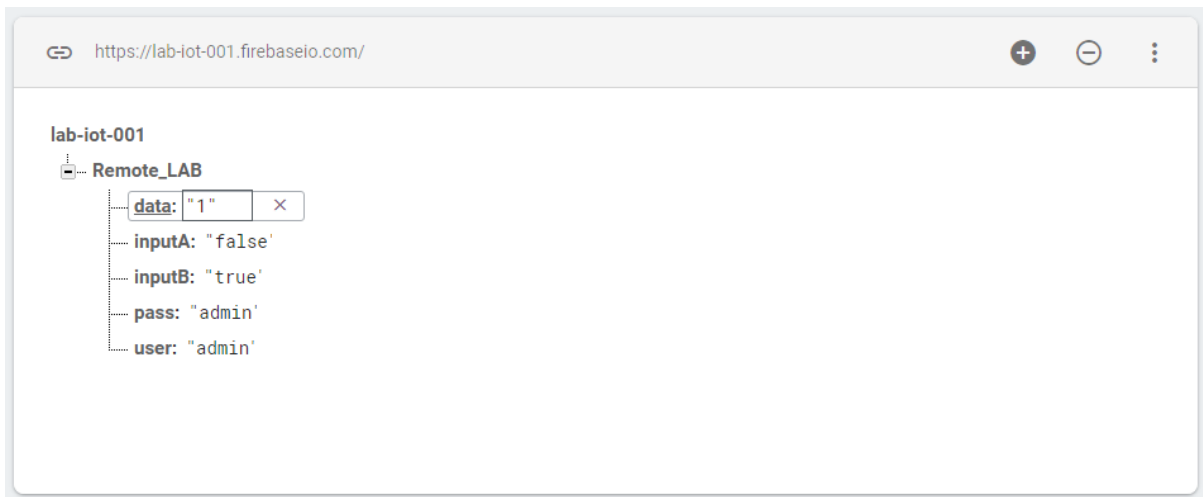 https://lab-iot-001.firebaseio.com/
lab-iot-001
Remote_LAB
data: "1"
inputA: "false'
inputB: "true'
pass: "admin'
user: "admin'